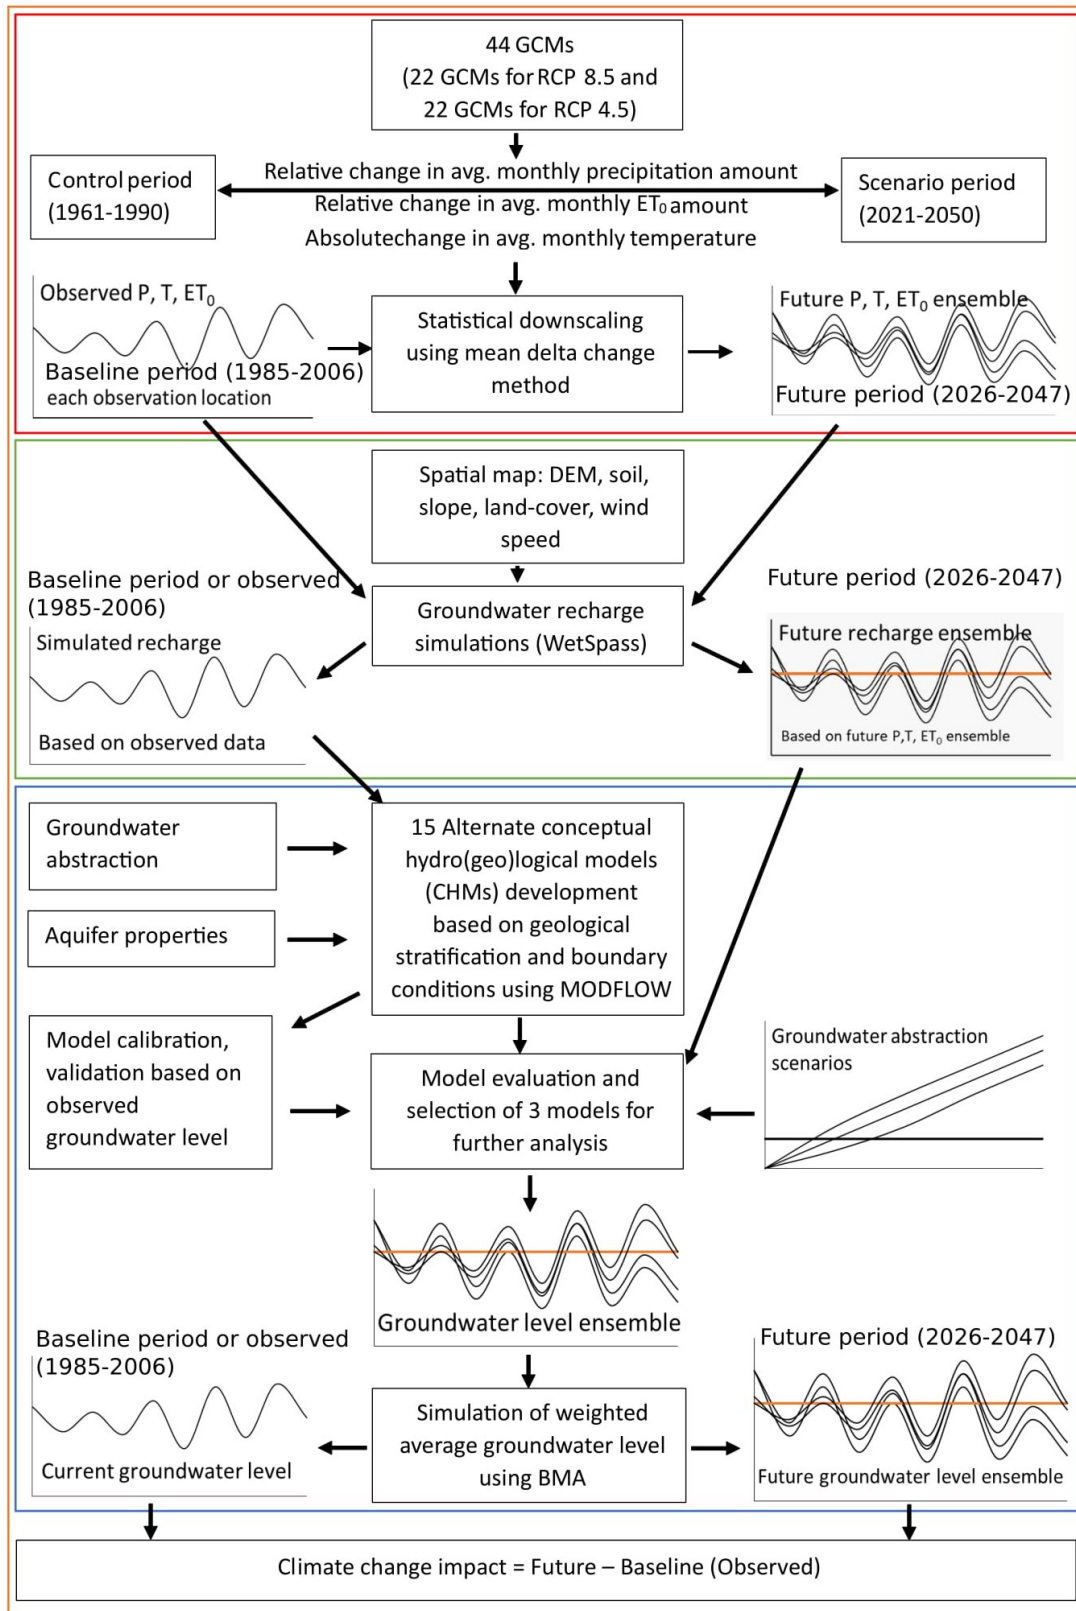 44 GCMs
(22 GCMs for RCP 8.5 and
22 GCMs for RCP 4.5)
Control period
(1961-1990)
Relative change in avg. monthly precipitation amount
Relative change in avg. monthly ET₀ amount
Absolutechange in avg. monthly temperature
Scenario period
(2021-2050)
Observed P, T, ET₀
Baseline period (1985-2006)
each observation location
Statistical downscaling
using mean delta change
method
Future P, T, ET₀ ensemble
Future period (2026-2047)
Spatial map: DEM, soil,
slope, land-cover, wind
speed
Baseline period or observed
(1985-2006)
Simulated recharge
Based on observed data
Groundwater recharge
simulations (WetSpass)
Future period (2026-2047)
Future recharge ensemble
Based on future P,T, ET₀ ensemble
Groundwater
abstraction
Aquifer properties
15 Alternate conceptual
hydro(geo)logical models
(CHMs) development
based on geological
stratification and boundary
conditions using MODFLOW
Model calibration,
validation based on
observed
groundwater level
Model evaluation and
selection of 3 models for
further analysis
Groundwater abstraction
scenarios
Groundwater level ensemble
Baseline period or observed
(1985-2006)
Current groundwater level
Simulation of weighted
average groundwater level
using BMA
Future period (2026-2047)
Future groundwater level ensemble
Climate change impact = Future – Baseline (Observed)